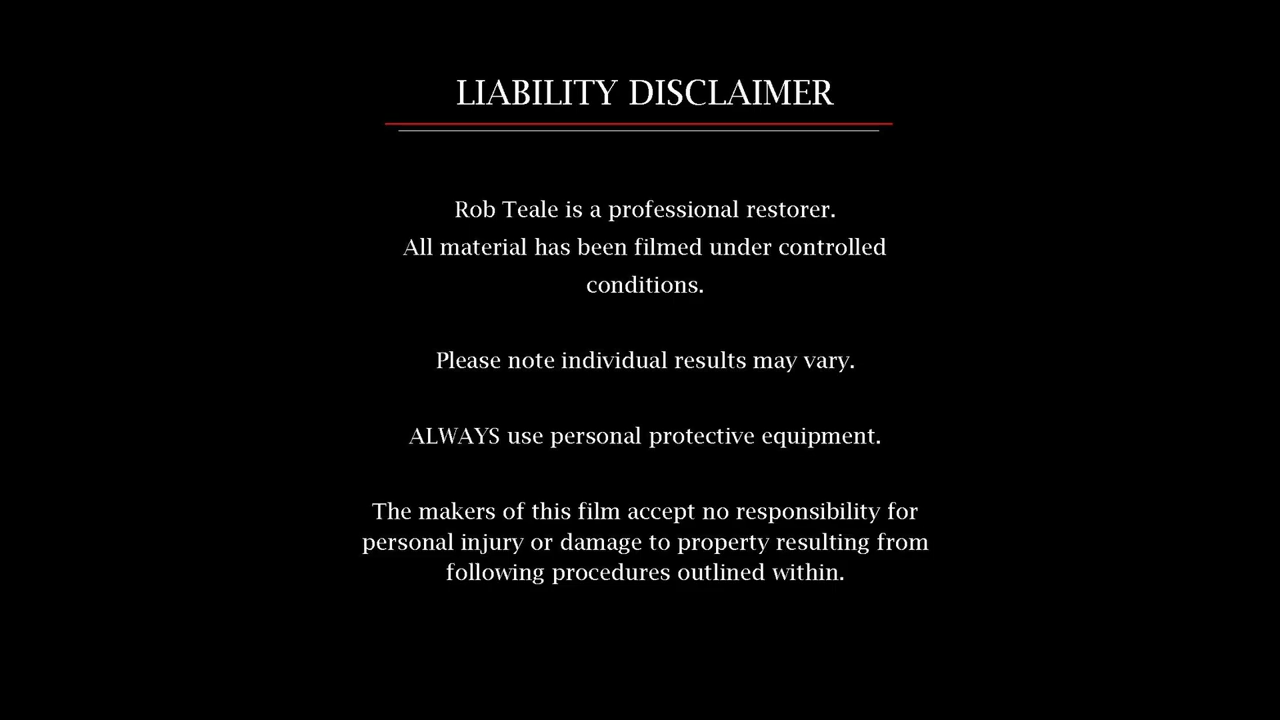 LIABILITY DISCLAIMER
Rob Teale is a professional restorer.
All material has been filmed under controlled
conditions.
Please note individual results may vary.
ALWAYS use personal protective equipment.
The makers of this film accept no responsibility for
personal injury or damage to property resulting from
following procedures outlined within.